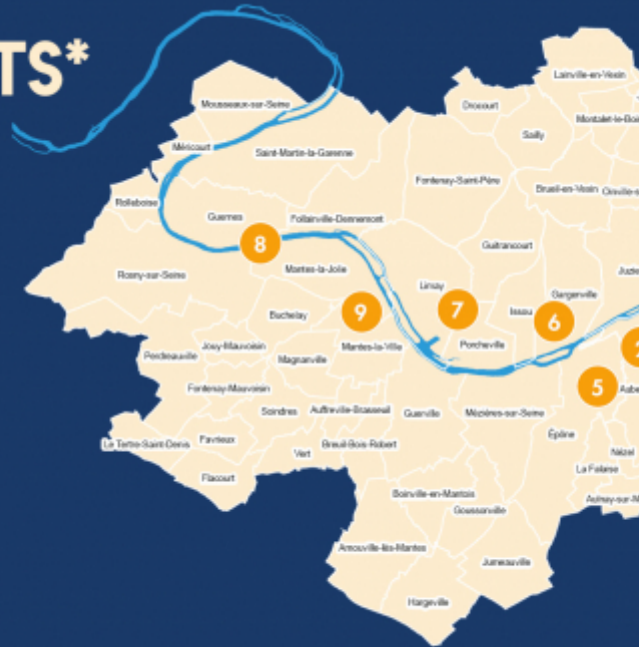 TS*
Lainville-en-Vexin
Mousseaux-sur-Seine
Drocourt
Montalet-le-Bois
Sailly
Méricourt
Saint-Martin-la-Garenne
Fontenay-Saint-Père
Brueil-en-Vexin
Rolleboise
Guernes
Follainville-Dennemont
8
Guitrancourt
Rosny-sur-Seine
Mantes-la-Jolie
Limay
Gargenville
7
Issou
6
9
Buchelay
Porcheville
Jouy-Mauvoisin
Mantes-la-Ville
Perdreauville
Magnanville
5
Fontenay-Mauvoisin
Soindres
Auffreville-Brasseuil
Guerville
Mézières-sur-Seine
Épône
Le Tertre-Saint-Denis
Favrieux
Vert
Breuil-Bois-Robert
Nézel
La Falaise
Flacourt
Boinville-en-Mantois
Goussonville
Arnouville-lès-Mantes
Jumeauville
Hargeville